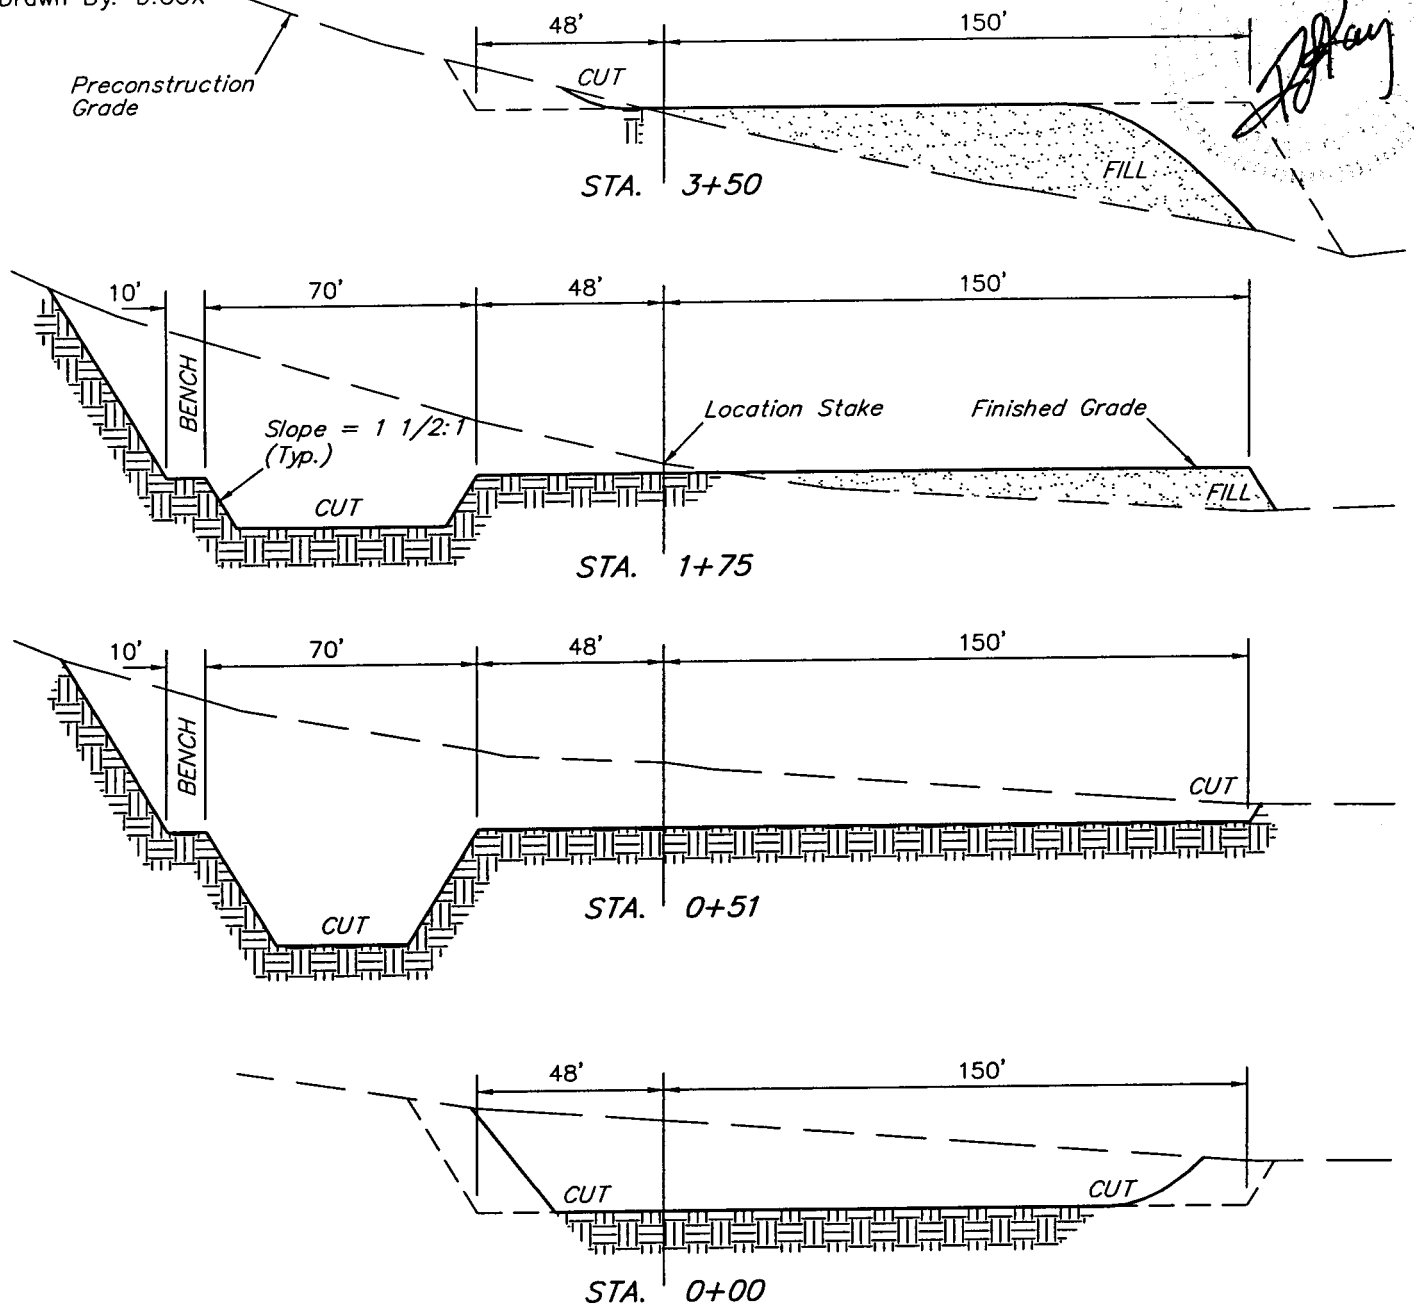 48'
150'
Preconstruction
Grade
CUT
FILL
STA. 3+50
10'
70'
48'
150'
BENCH
Slope = 1 1/2:1
(Typ.)
Location Stake
Finished Grade
CUT
FILL
STA. 1+75
10'
70'
48'
150'
BENCH
CUT
CUT
STA. 0+51
48'
150'
CUT
CUT
STA. 0+00